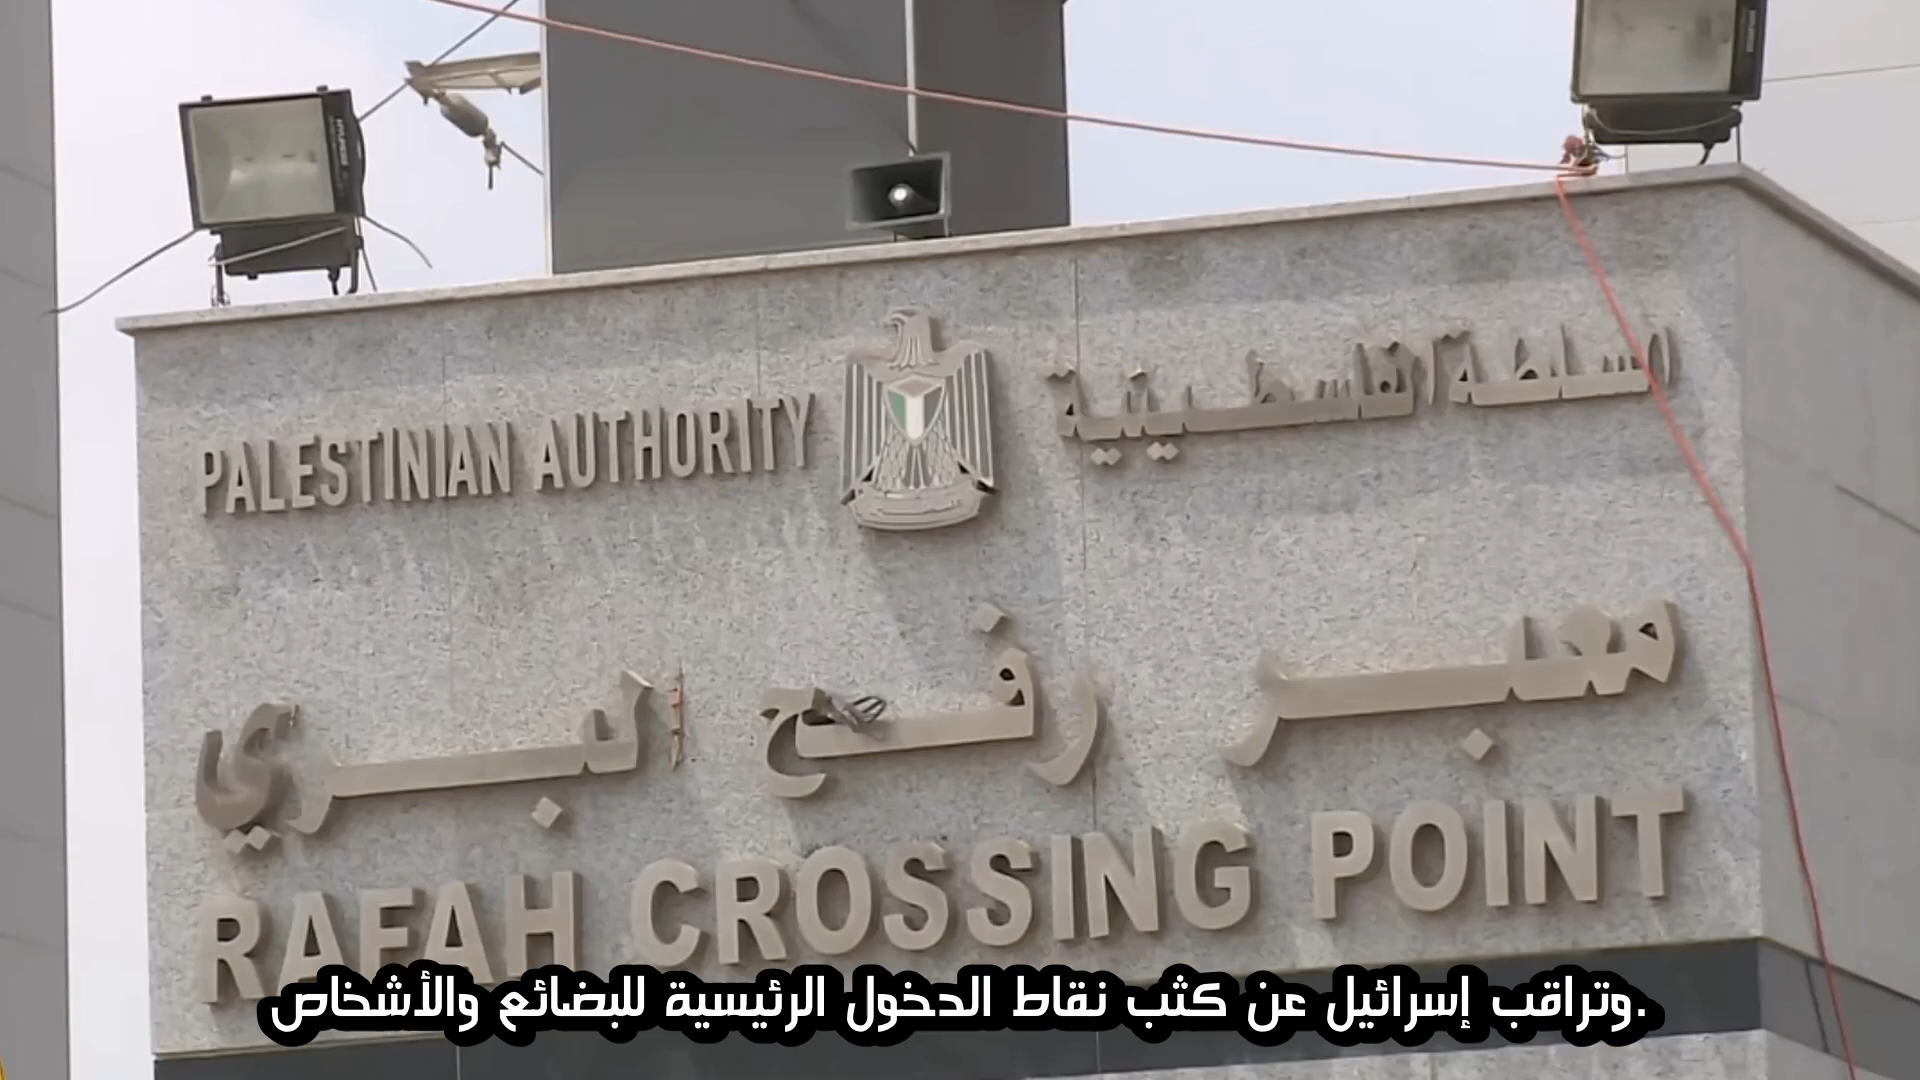 PALESTINIAN AUTHORITY
السلطة الفلسطينية
معبر رفح البري
RAFAH CROSSING POINT
وتراقب إسرائيل عن كثب نقاط الدخول الرئيسية للبضائع والأشخاص.